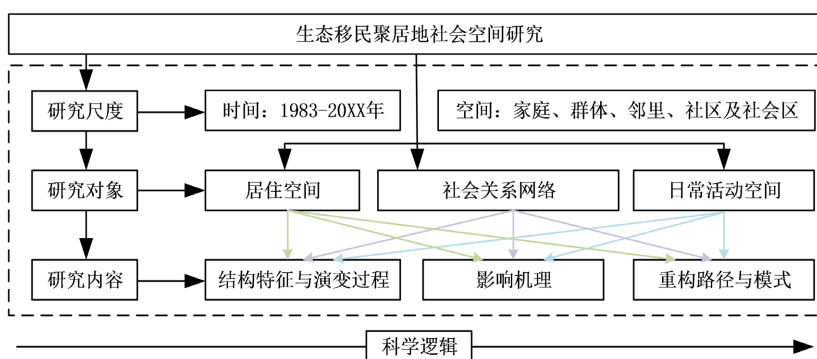 生态移民聚居地社会空间研究
研究尺度
时间：1983-20XX年
空间：家庭、群体、邻里、社区及社会区
研究对象
居住空间
社会关系网络
日常活动空间
研究内容
结构特征与演变过程
影响机理
重构路径与模式
科学逻辑